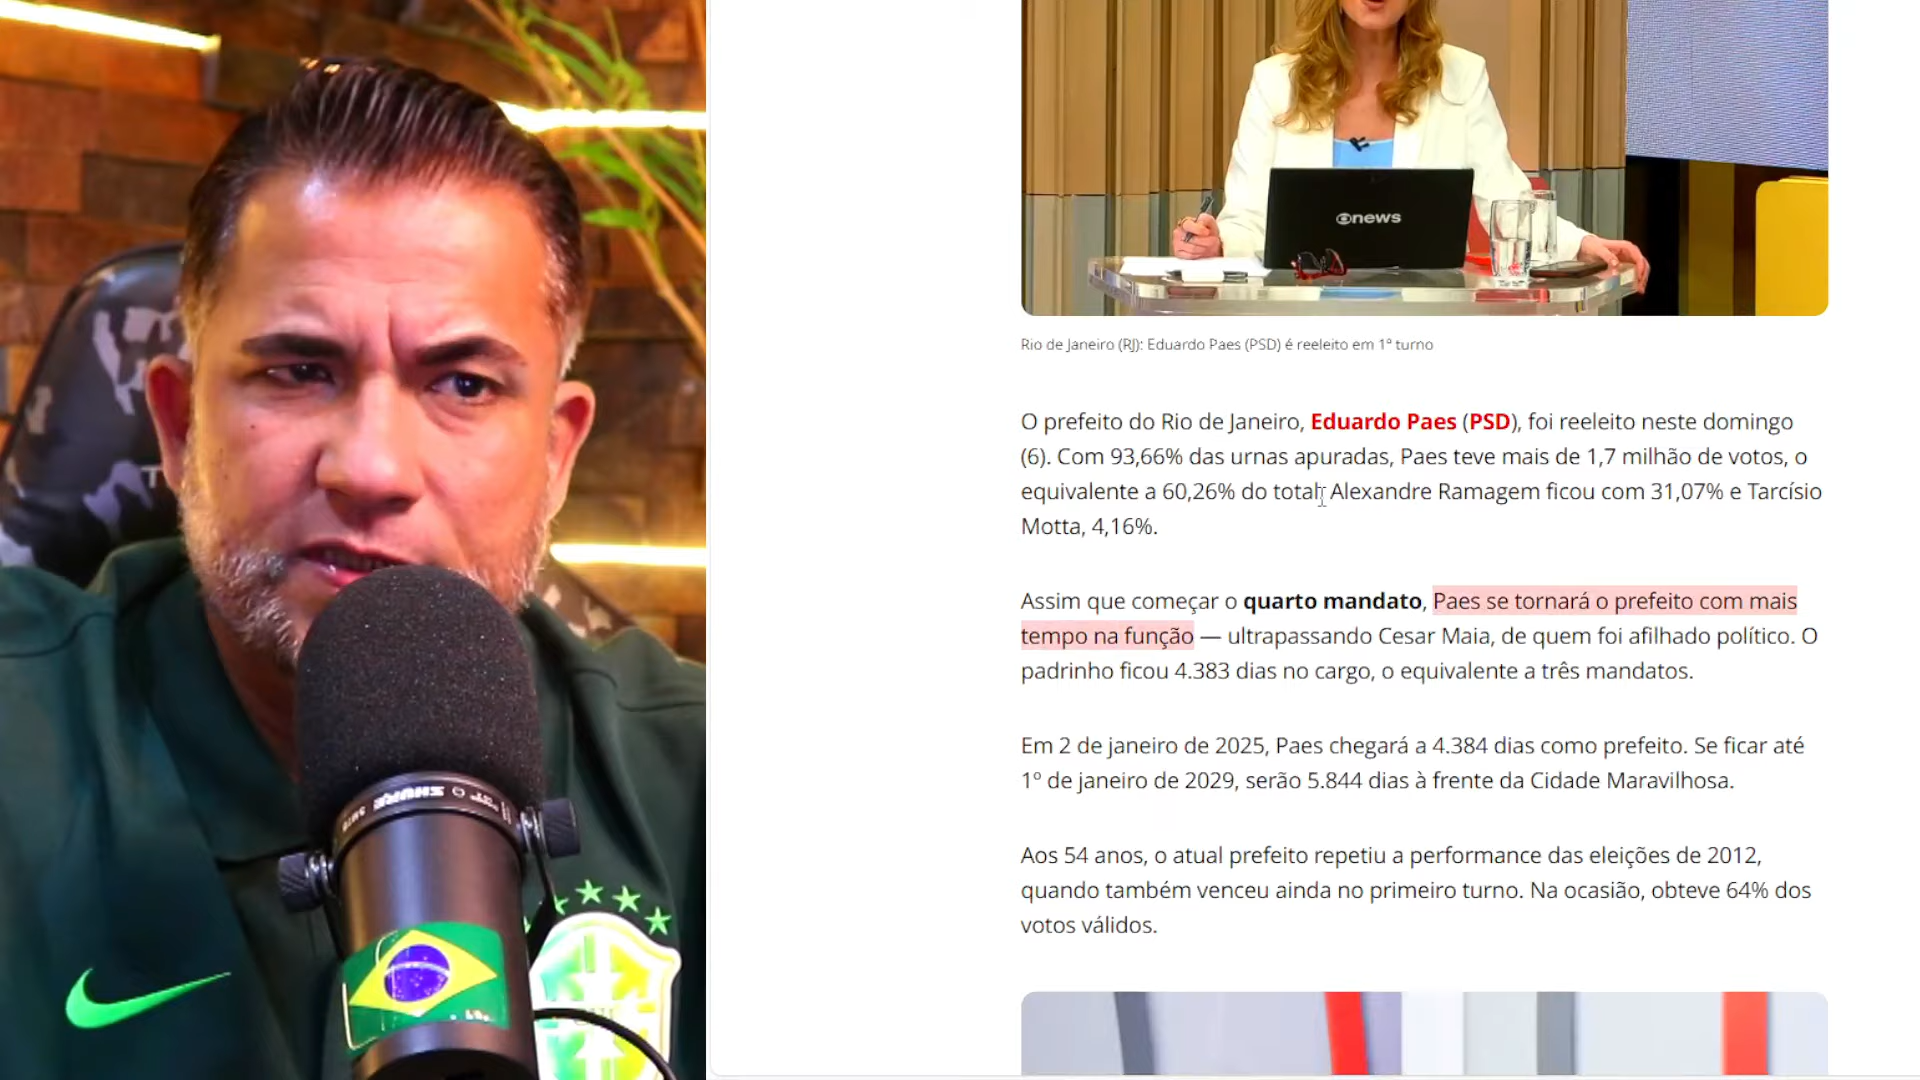 news
Rio de Janeiro (RJ): Eduardo Paes (PSD) é reeleito em 1º turno
O prefeito do Rio de Janeiro, Eduardo Paes (PSD), foi reeleito neste domingo
(6). Com 93,66% das urnas apuradas, Paes teve mais de 1,7 milhão de votos, o
equivalente a 60,26% do total. Alexandre Ramagem ficou com 31,07% e Tarcísio
Motta, 4,16%.
Assim que começar o quarto mandato, Paes se tornará o prefeito com mais
tempo na função — ultrapassando Cesar Maia, de quem foi afilhado político. O
padrinho ficou 4.383 dias no cargo, o equivalente a três mandatos.
Em 2 de janeiro de 2025, Paes chegará a 4.384 dias como prefeito. Se ficar até
1º de janeiro de 2029, serão 5.844 dias à frente da Cidade Maravilhosa.
Aos 54 anos, o atual prefeito repetiu a performance das eleições de 2012,
quando também venceu ainda no primeiro turno. Na ocasião, obteve 64% dos
votos válidos.
SHURE